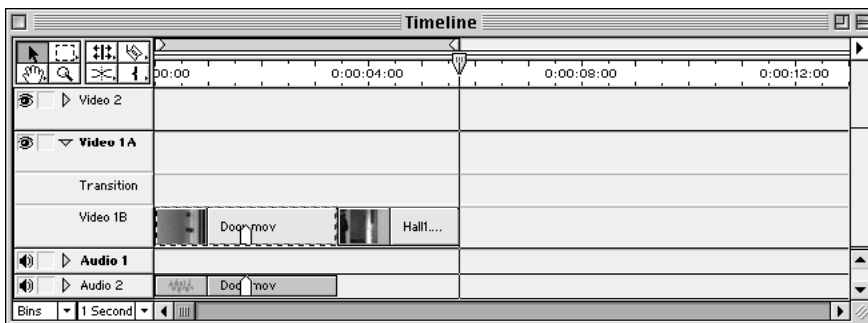 Timeline
00:00 0:00:04:00 0:00:08:00 0:00:12:00
Video 2
Video 1A
Transition
Video 1B Door.mov Hall1....
Audio 1
Audio 2 Door.mov
Bins 1 Second